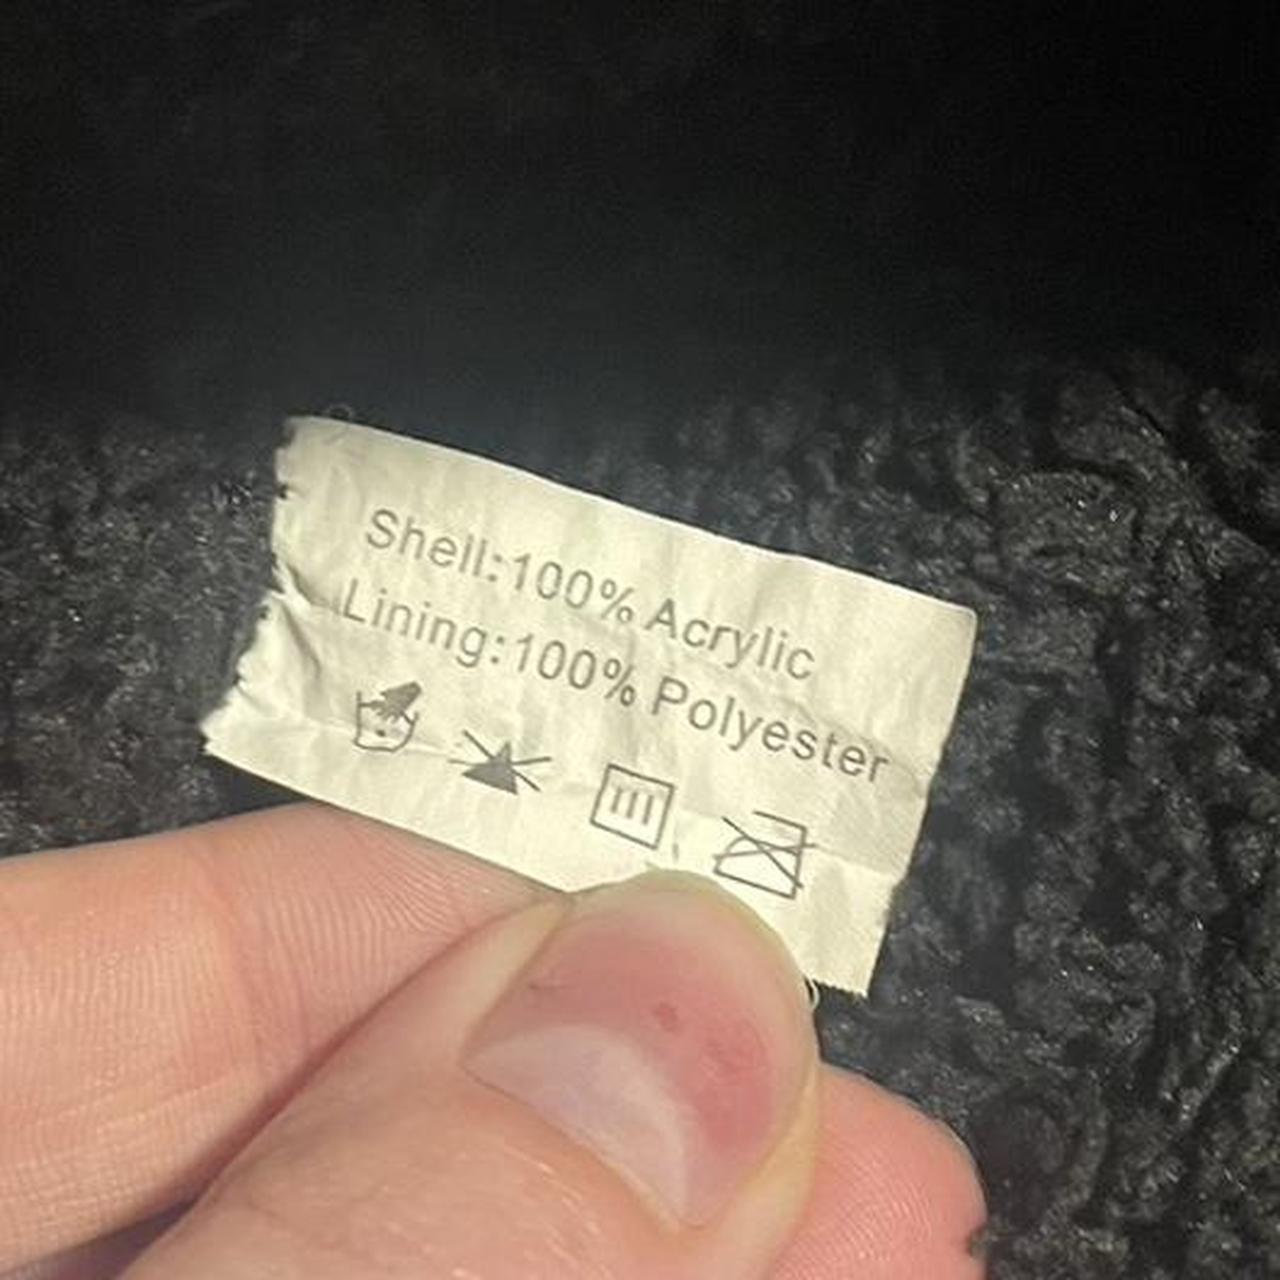 Shell:100% Acrylic
Lining:100% Polyester